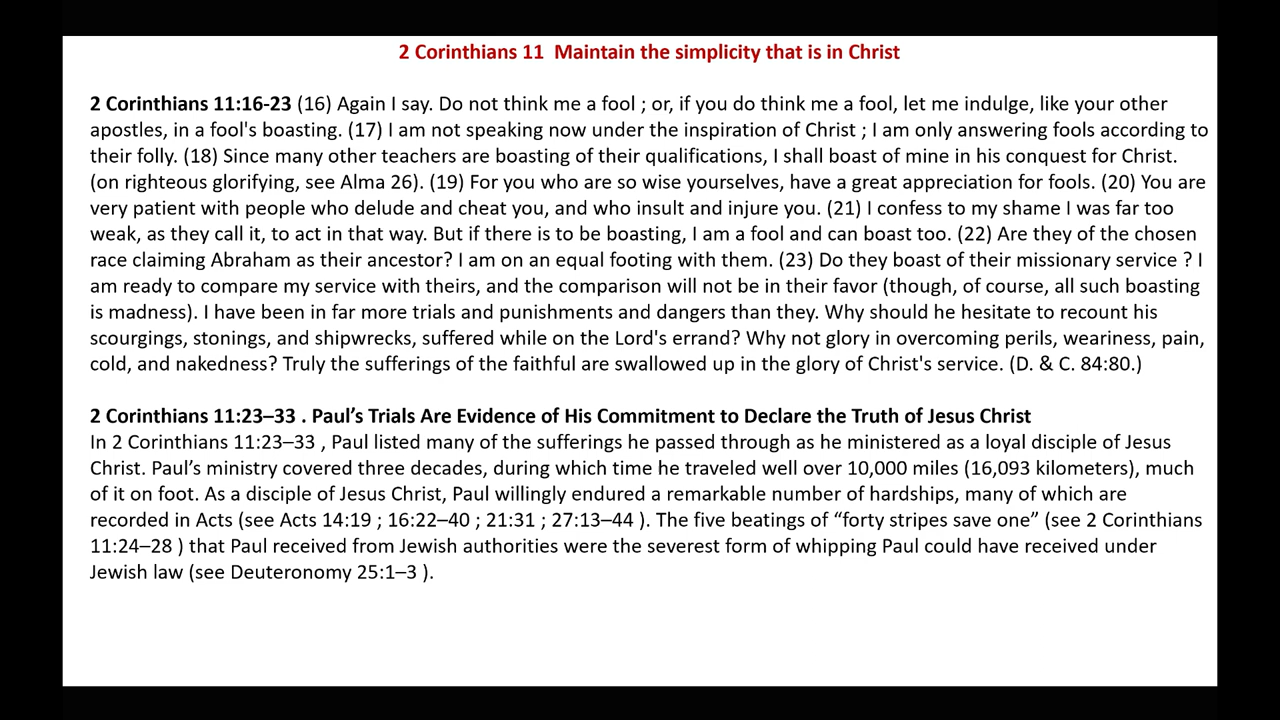 2 Corinthians 11  Maintain the simplicity that is in Christ
2 Corinthians 11:16-23 (16) Again I say. Do not think me a fool ; or, if you do think me a fool, let me indulge, like your other
apostles, in a fool's boasting. (17) I am not speaking now under the inspiration of Christ ; I am only answering fools according to
their folly. (18) Since many other teachers are boasting of their qualifications, I shall boast of mine in his conquest for Christ.
(on righteous glorifying, see Alma 26). (19) For you who are so wise yourselves, have a great appreciation for fools. (20) You are
very patient with people who delude and cheat you, and who insult and injure you. (21) I confess to my shame I was far too
weak, as they call it, to act in that way. But if there is to be boasting, I am a fool and can boast too. (22) Are they of the chosen
race claiming Abraham as their ancestor? I am on an equal footing with them. (23) Do they boast of their missionary service ? I
am ready to compare my service with theirs, and the comparison will not be in their favor (though, of course, all such boasting
is madness). I have been in far more trials and punishments and dangers than they. Why should he hesitate to recount his
scourgings, stonings, and shipwrecks, suffered while on the Lord's errand? Why not glory in overcoming perils, weariness, pain,
cold, and nakedness? Truly the sufferings of the faithful are swallowed up in the glory of Christ's service. (D. & C. 84:80.)
2 Corinthians 11:23–33 . Paul’s Trials Are Evidence of His Commitment to Declare the Truth of Jesus Christ
In 2 Corinthians 11:23–33 , Paul listed many of the sufferings he passed through as he ministered as a loyal disciple of Jesus
Christ. Paul’s ministry covered three decades, during which time he traveled well over 10,000 miles (16,093 kilometers), much
of it on foot. As a disciple of Jesus Christ, Paul willingly endured a remarkable number of hardships, many of which are
recorded in Acts (see Acts 14:19 ; 16:22–40 ; 21:31 ; 27:13–44 ). The five beatings of “forty stripes save one” (see 2 Corinthians
11:24–28 ) that Paul received from Jewish authorities were the severest form of whipping Paul could have received under
Jewish law (see Deuteronomy 25:1–3 ).